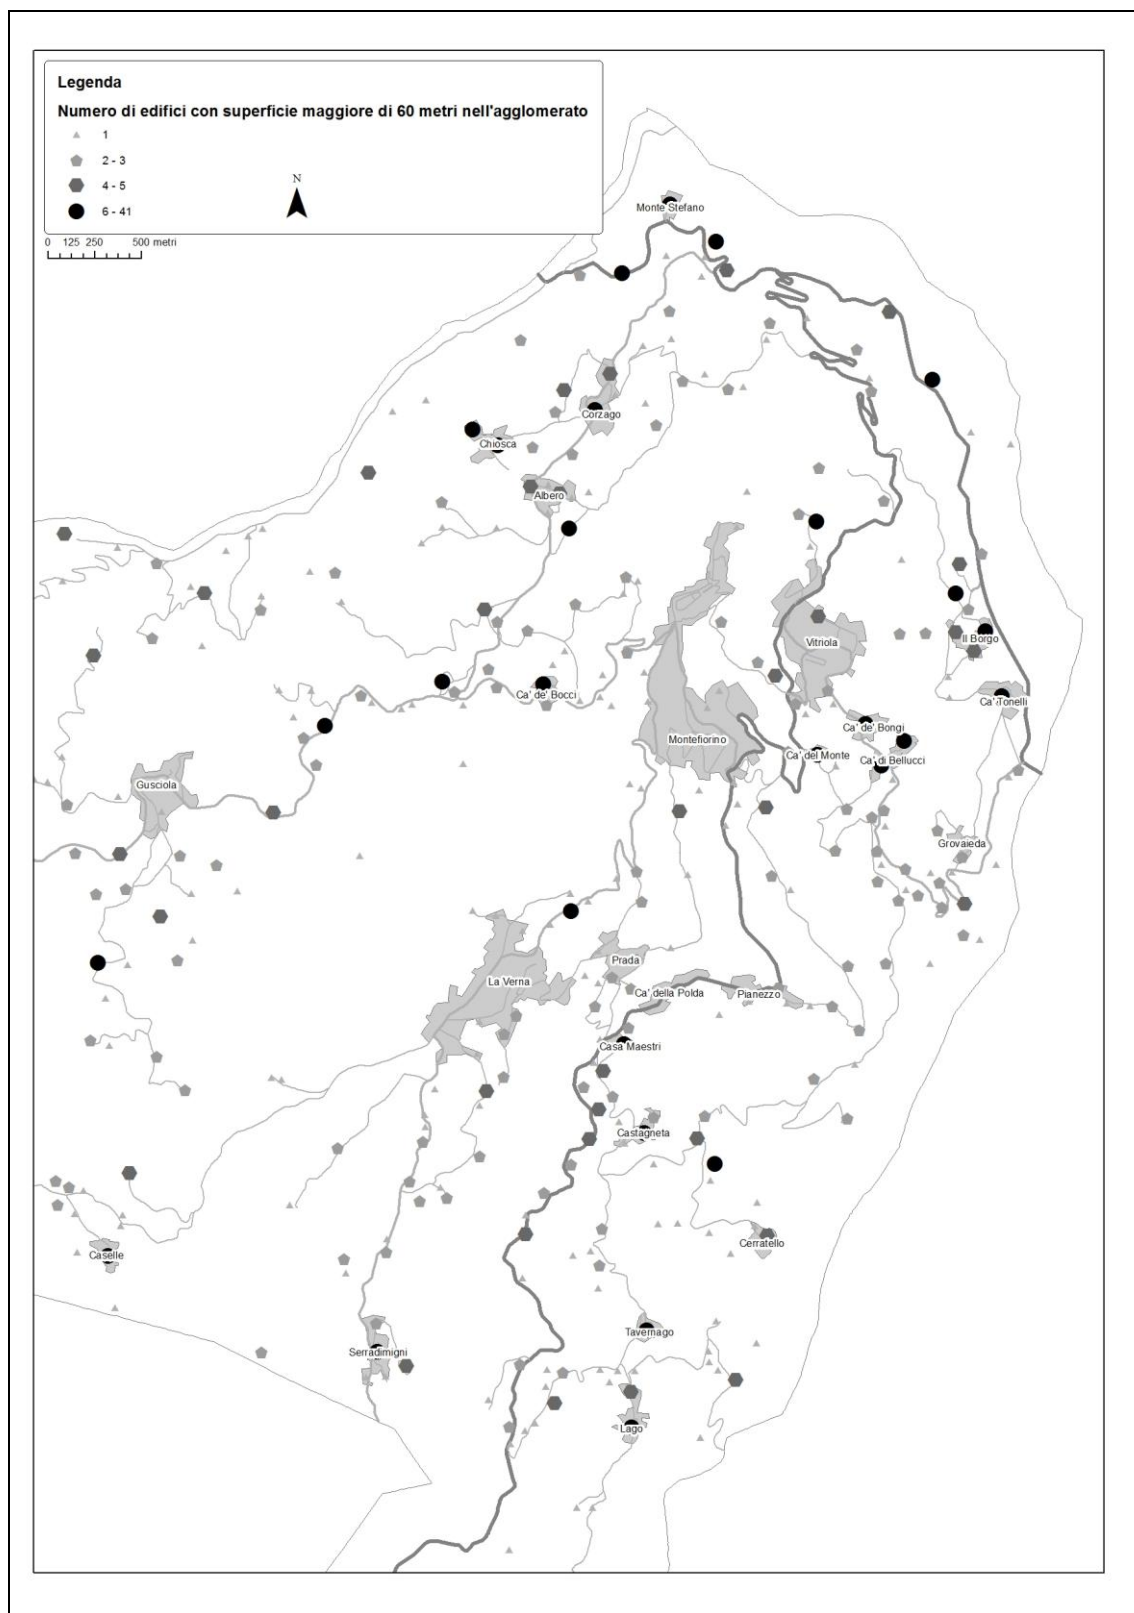 Legenda
Numero di edifici con superficie maggiore di 60 metri nell'agglomerato
1
2 - 3
4 - 5
6 - 41
N
0 125 250 500 metri
Monte Stefano
Corzago
Chiosca
Albero
Vitriola
Il Borgo
Ca' de' Bocci
Ca' Tonelli
Ca' de' Bongi
Montefiorino
Ca' del Monte
Ca' di Bellucci
Gusciola
Grovaieda
Prada
La Verna
Ca' della Polda
Pianezzo
Casa Maestri
Castagneta
Cerratello
Caselle
Tavernago
Serradimigni
Lago